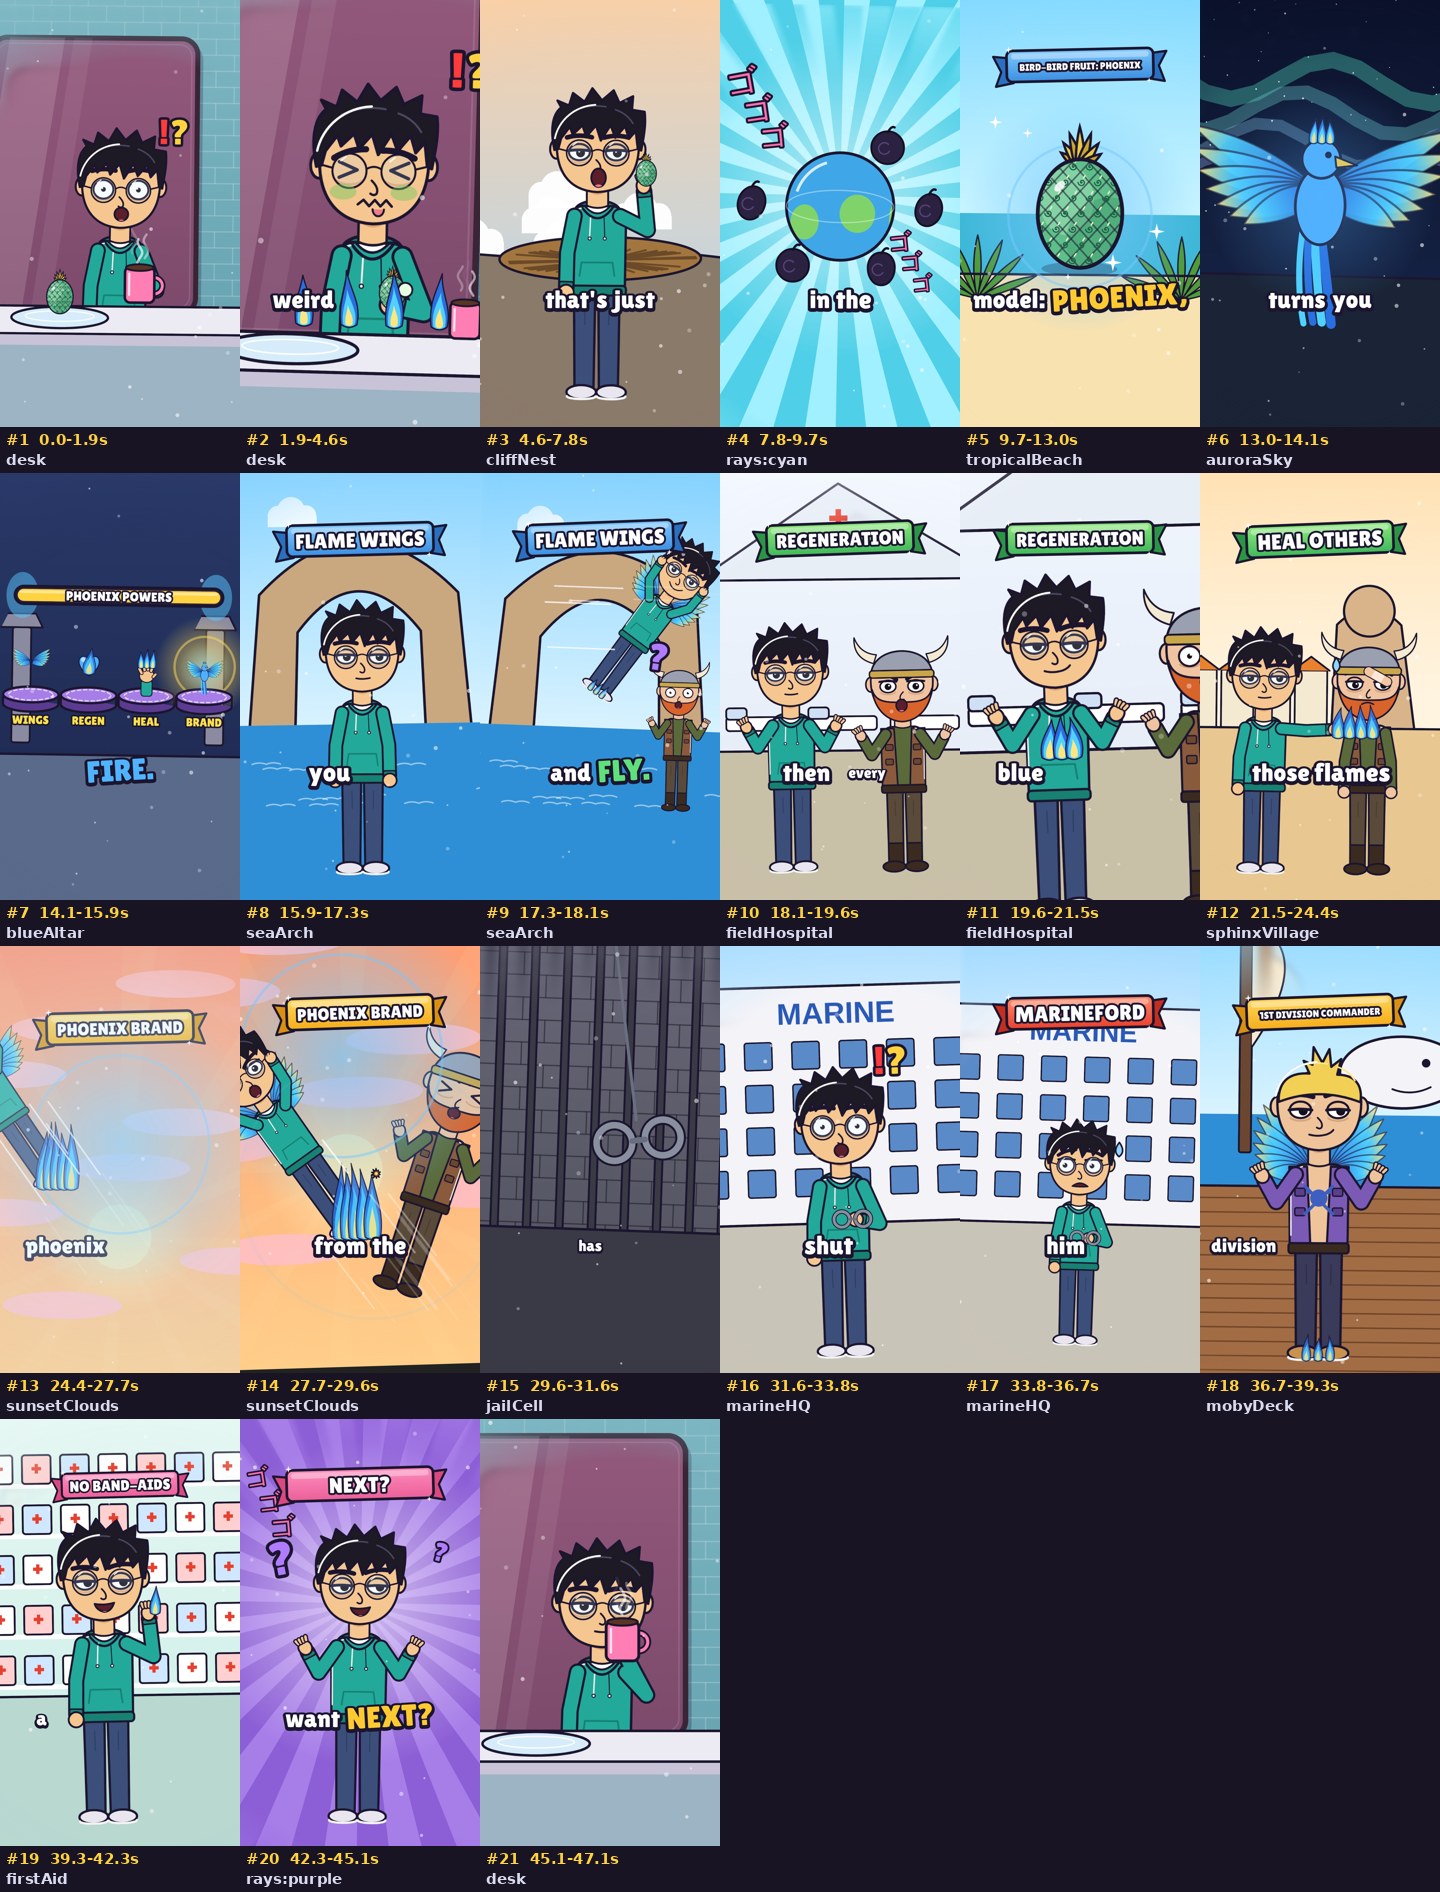 !?
#1 0.0-1.9s
desk
!?
weird
#2 1.9-4.6s
desk
that's just
#3 4.6-7.8s
cliffNest
ゴゴゴ
ゴゴゴ
in the
#4 7.8-9.7s
rays:cyan
BIRD-BIRD FRUIT: PHOENIX
model: PHOENIX,
#5 9.7-13.0s
tropicalBeach
turns you
#6 13.0-14.1s
auroraSky
PHOENIX POWERS
WINGS REGEN HEAL BRAND
FIRE.
#7 14.1-15.9s
blueAltar
FLAME WINGS
you
#8 15.9-17.3s
seaArch
FLAME WINGS
?
and FLY.
#9 17.3-18.1s
seaArch
REGENERATION
then every
#10 18.1-19.6s
fieldHospital
REGENERATION
blue
#11 19.6-21.5s
fieldHospital
HEAL OTHERS
those flames
#12 21.5-24.4s
sphinxVillage
PHOENIX BRAND
phoenix
#13 24.4-27.7s
sunsetClouds
PHOENIX BRAND
from the
#14 27.7-29.6s
sunsetClouds
has
#15 29.6-31.6s
jailCell
MARINE
!?
shut
#16 31.6-33.8s
marineHQ
MARINEFORD
MARINE
him
#17 33.8-36.7s
marineHQ
1ST DIVISION COMMANDER
division
#18 36.7-39.3s
mobyDeck
NO BAND-AIDS
a
#19 39.3-42.3s
firstAid
NEXT?
ゴゴゴ
? ?
want NEXT?
#20 42.3-45.1s
rays:purple
#21 45.1-47.1s
desk